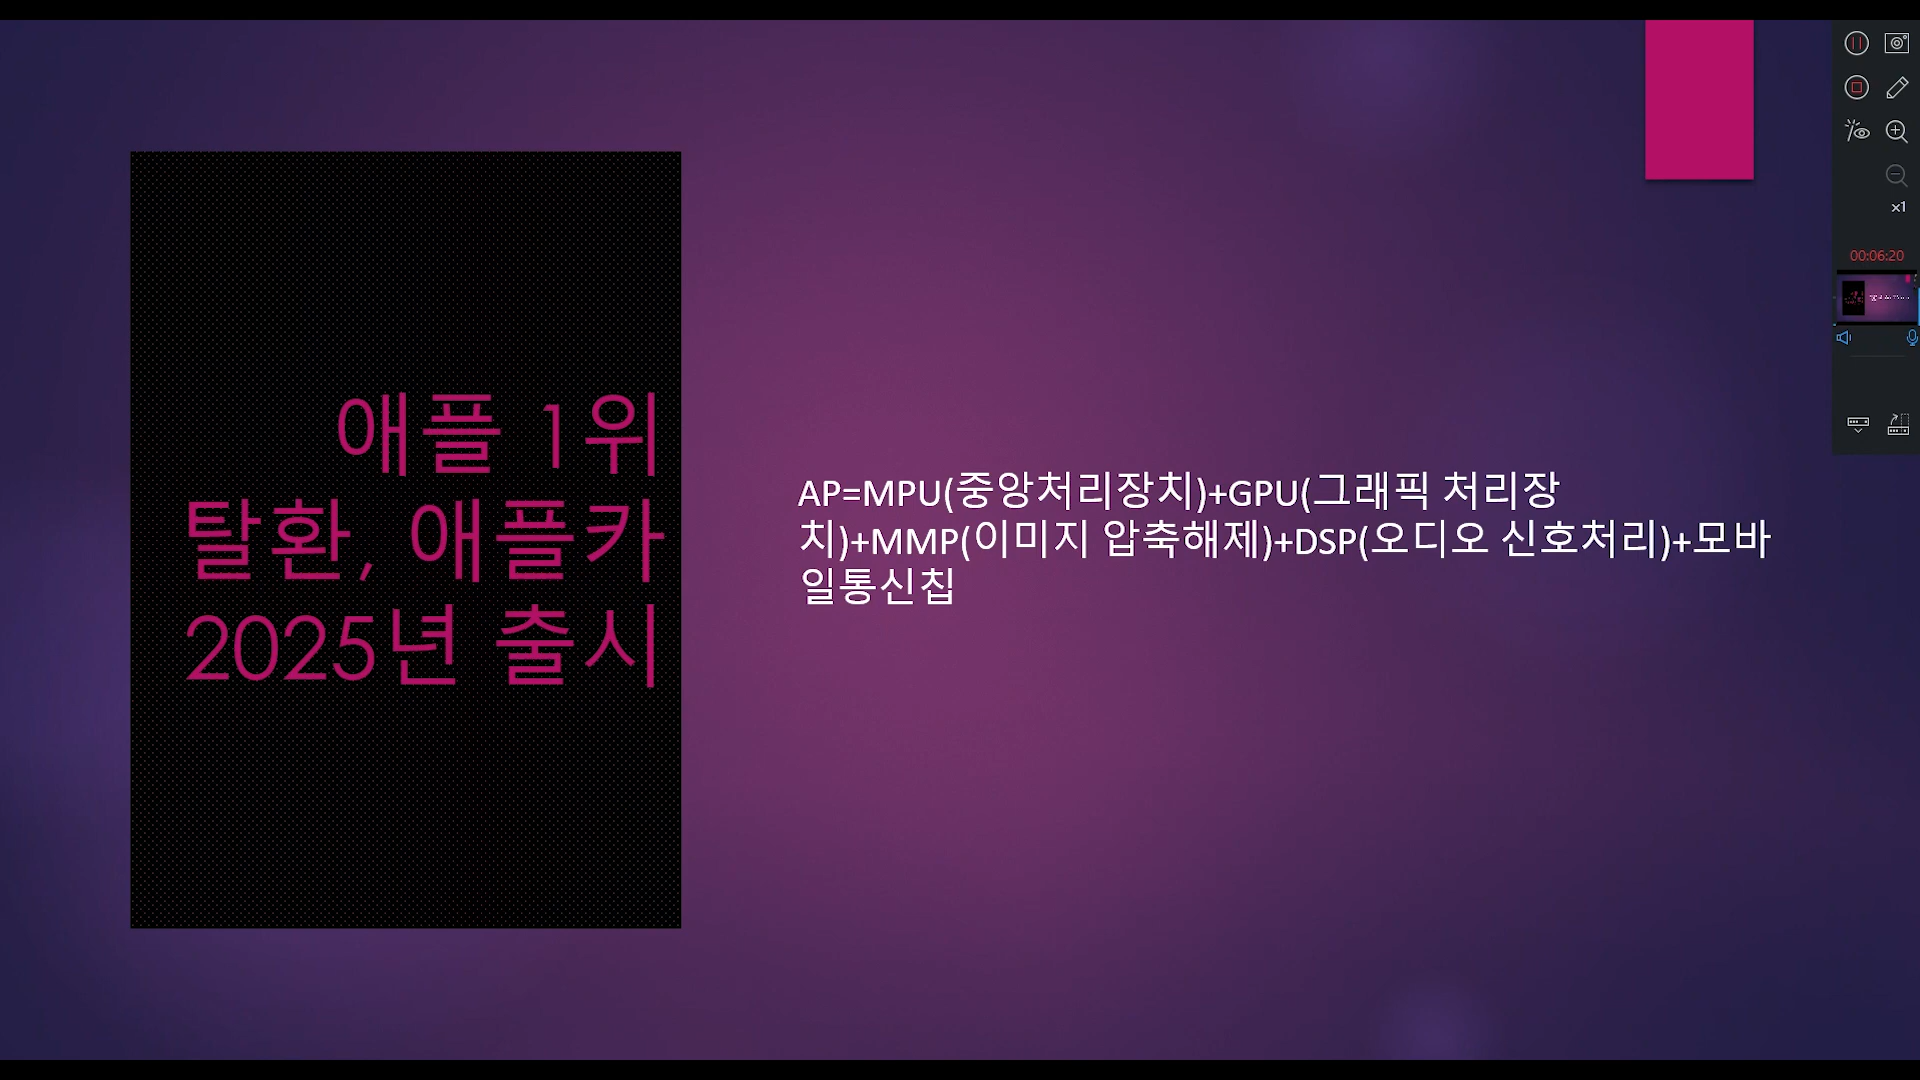 애플 1위
탈환, 애플카
2025년 출시
AP=MPU(중앙처리장치)+GPU(그래픽 처리장
치)+MMP(이미지 압축해제)+DSP(오디오 신호처리)+모바
일통신칩
x1
00:06:20